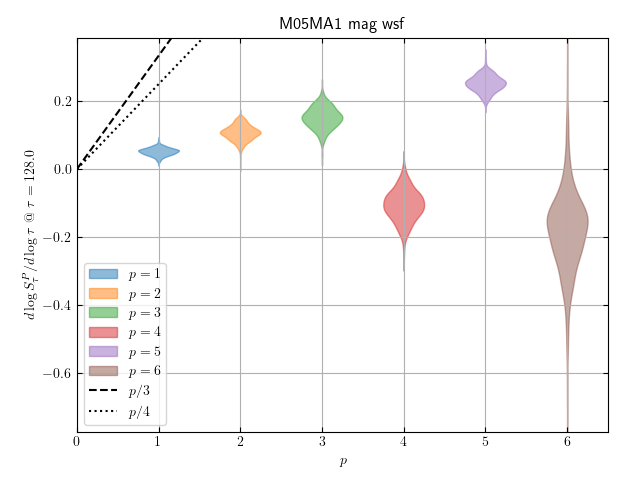 M05MA1 mag wsf
d log S_τ^p / d log τ @ τ = 128.0
0.2
0.0
−0.2
−0.4
−0.6
p = 1
p = 2
p = 3
p = 4
p = 5
p = 6
p/3
p/4
0 1 2 3 4 5 6
p